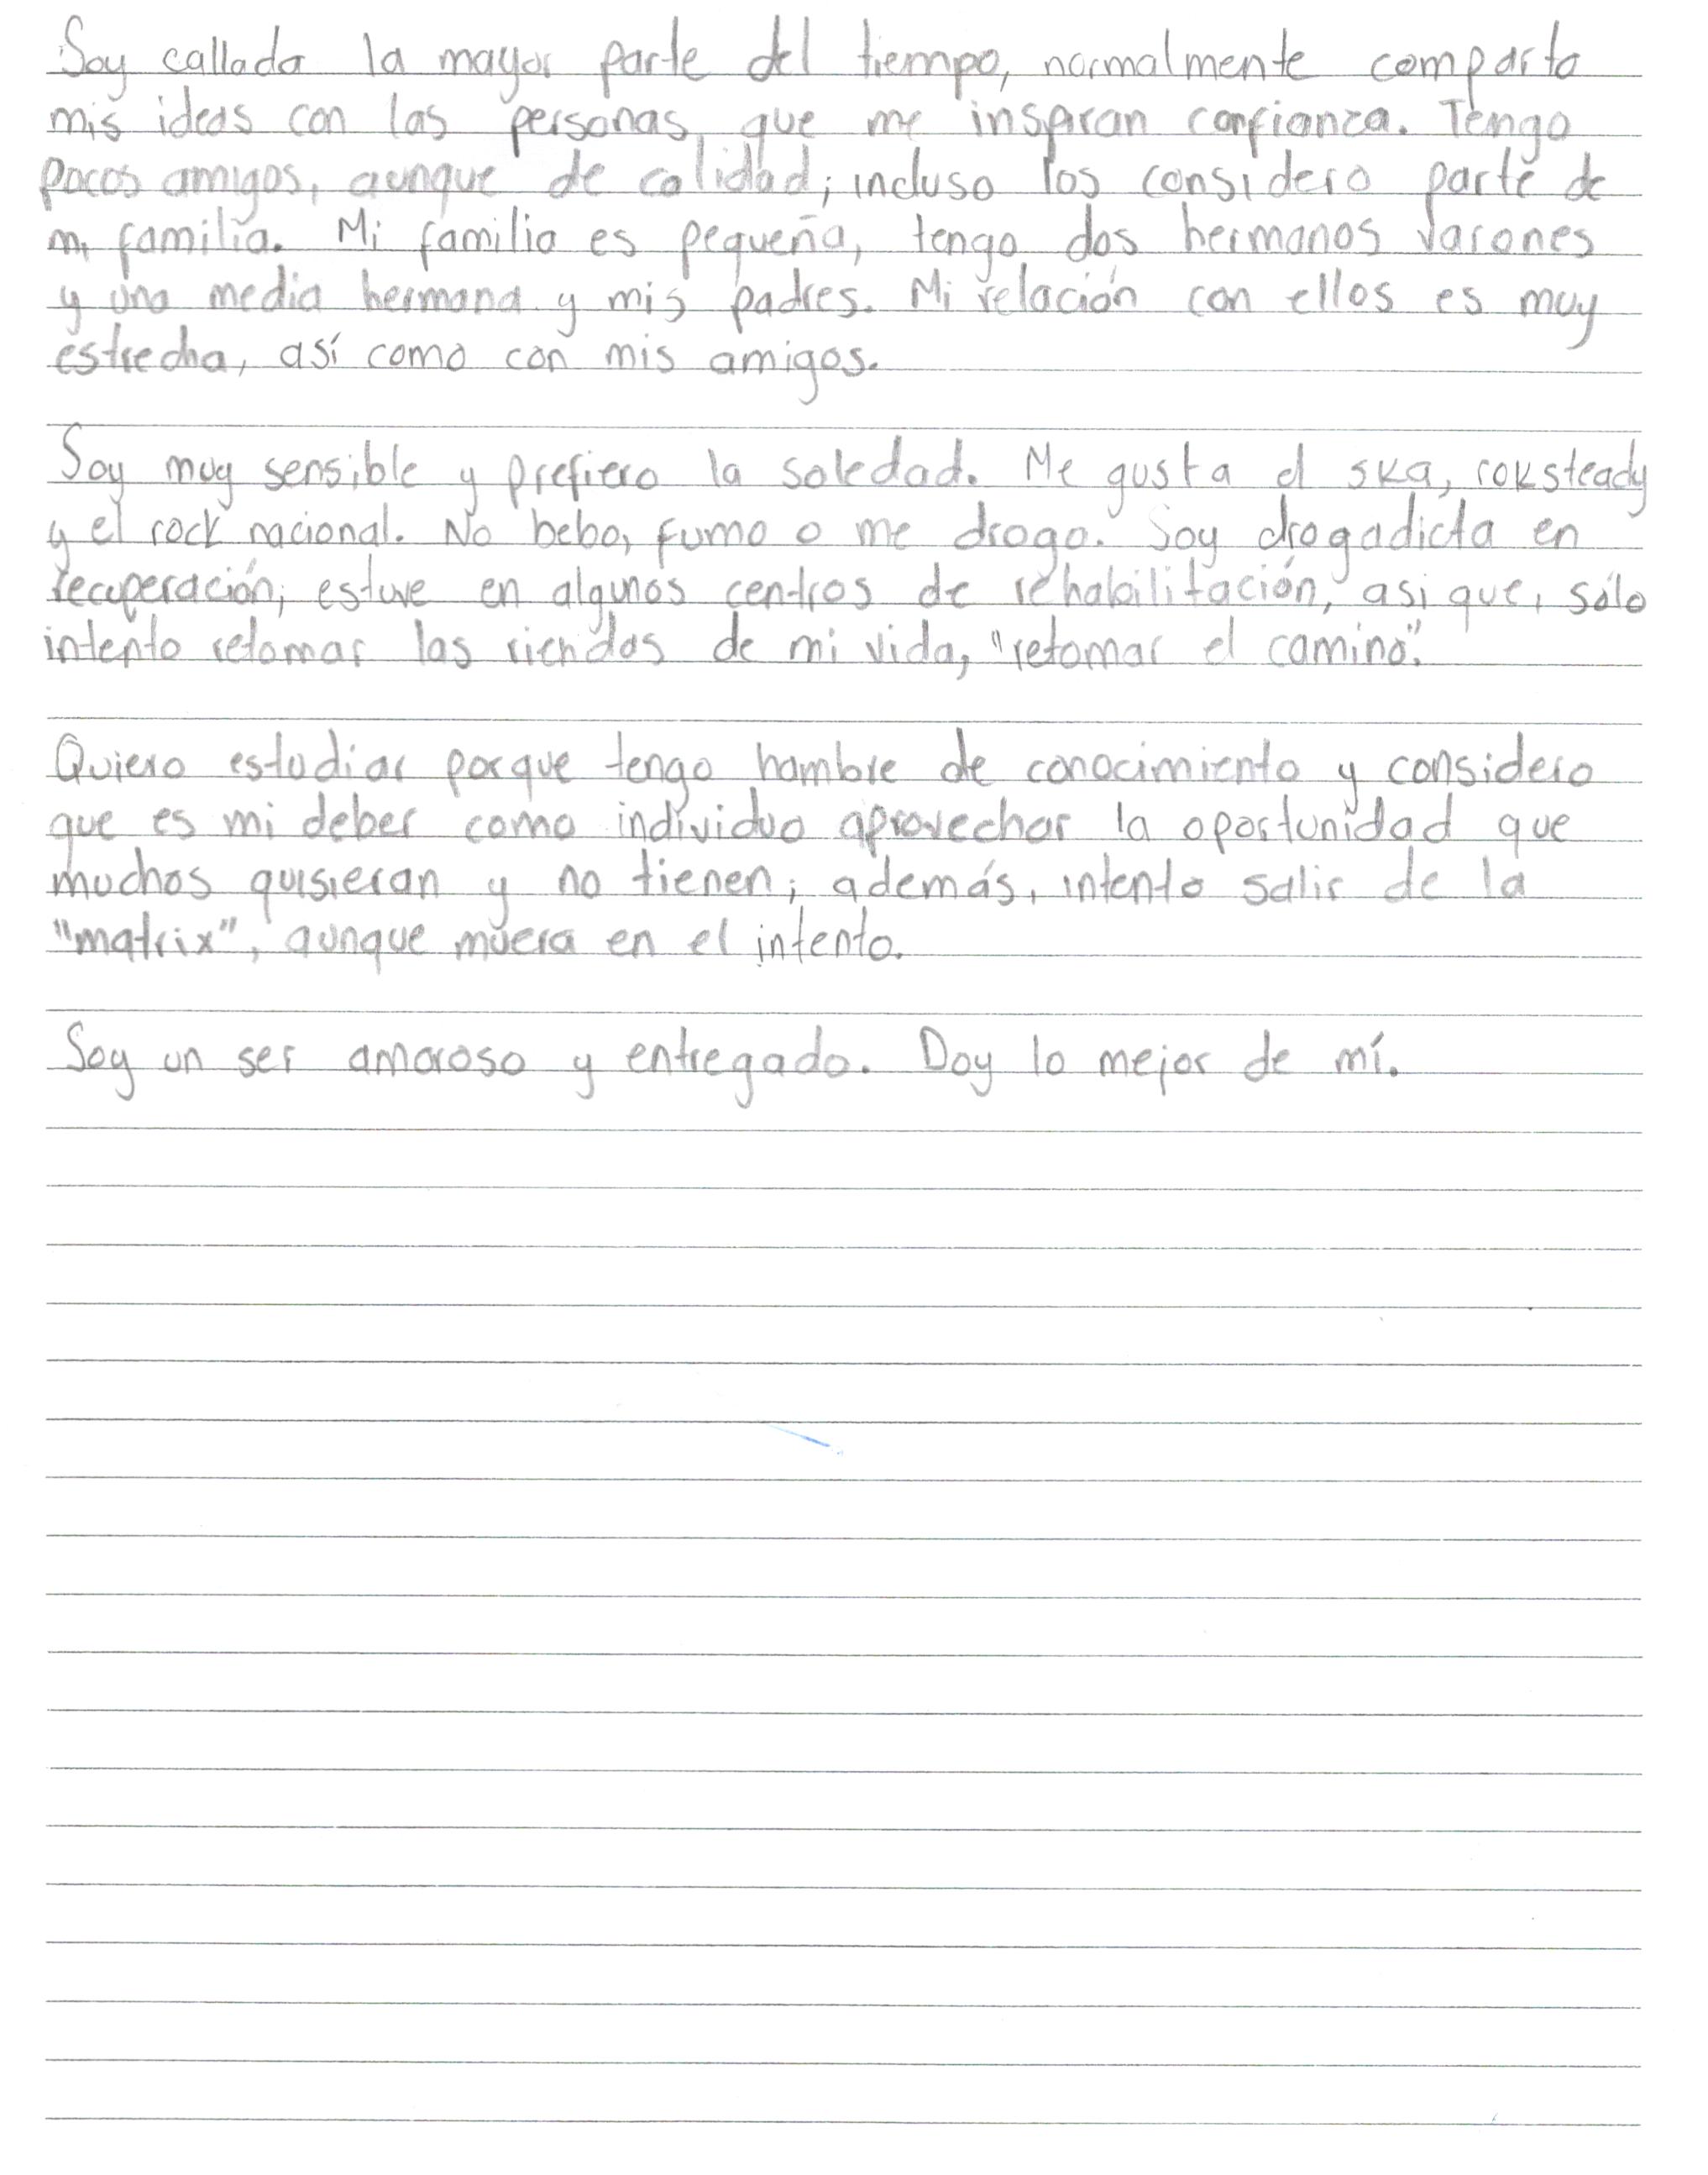 Soy callada la mayor parte del tiempo, normalmente comparto
mis ideas con las personas que me inspiran confianza. Tengo
pocos amigos, aunque de calidad; incluso los considero parte de
mi familia. Mi familia es pequeña, tengo dos hermanos varones
y una media hermana y mis padres. Mi relación con ellos es muy
estrecha, así como con mis amigos.
Soy muy sensible y prefiero la soledad. Me gusta el ska, roksteady
y el rock nacional. No bebo, fumo o me drogo. Soy drogadicta en
recuperación; estuve en algunos centros de rehabilitación, asi que, sólo
intento retomar las riendas de mi vida, "retomar el camino".
Quiero estudiar porque tengo hambre de conocimiento y considero
que es mi deber como individuo aprovechar la oportunidad que
muchos quisieran y no tienen; además, intento salir de la
"matrix", aunque muera en el intento.
Soy un ser amoroso y entregado. Doy lo mejor de mí.